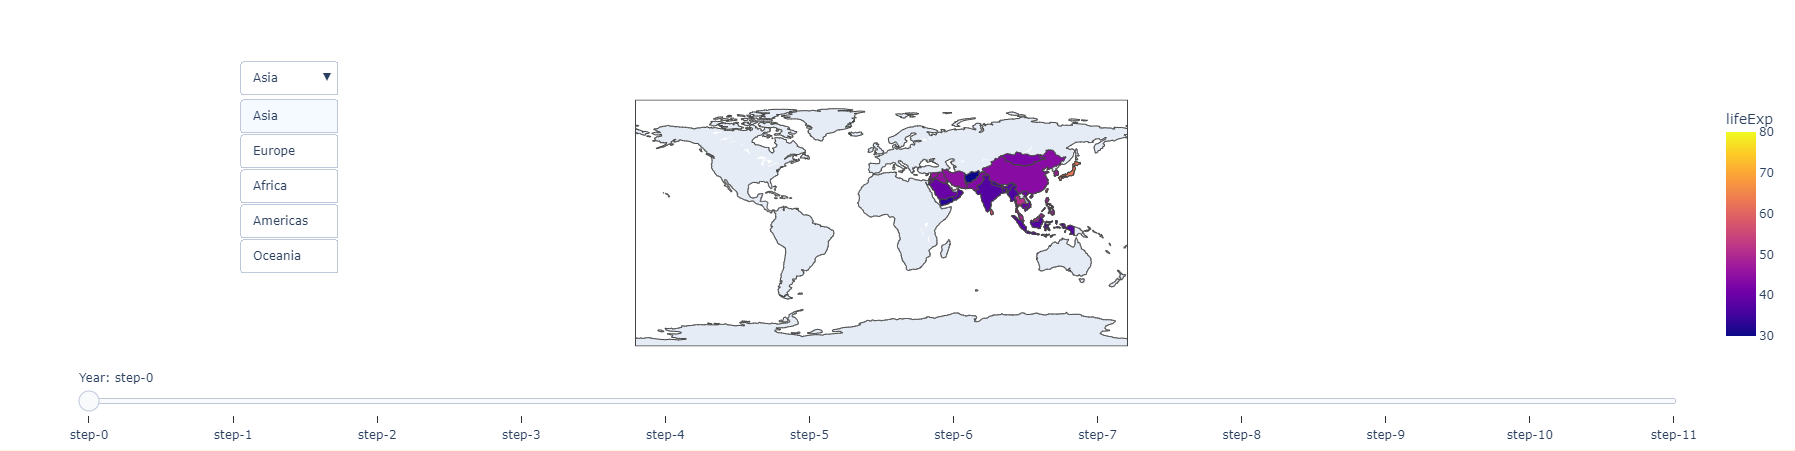 Asia ▼
Asia
Europe
Africa
Americas
Oceania
lifeExp
80
70
60
50
40
30
Year: step-0
step-0 step-1 step-2 step-3 step-4 step-5 step-6 step-7 step-8 step-9 step-10 step-11